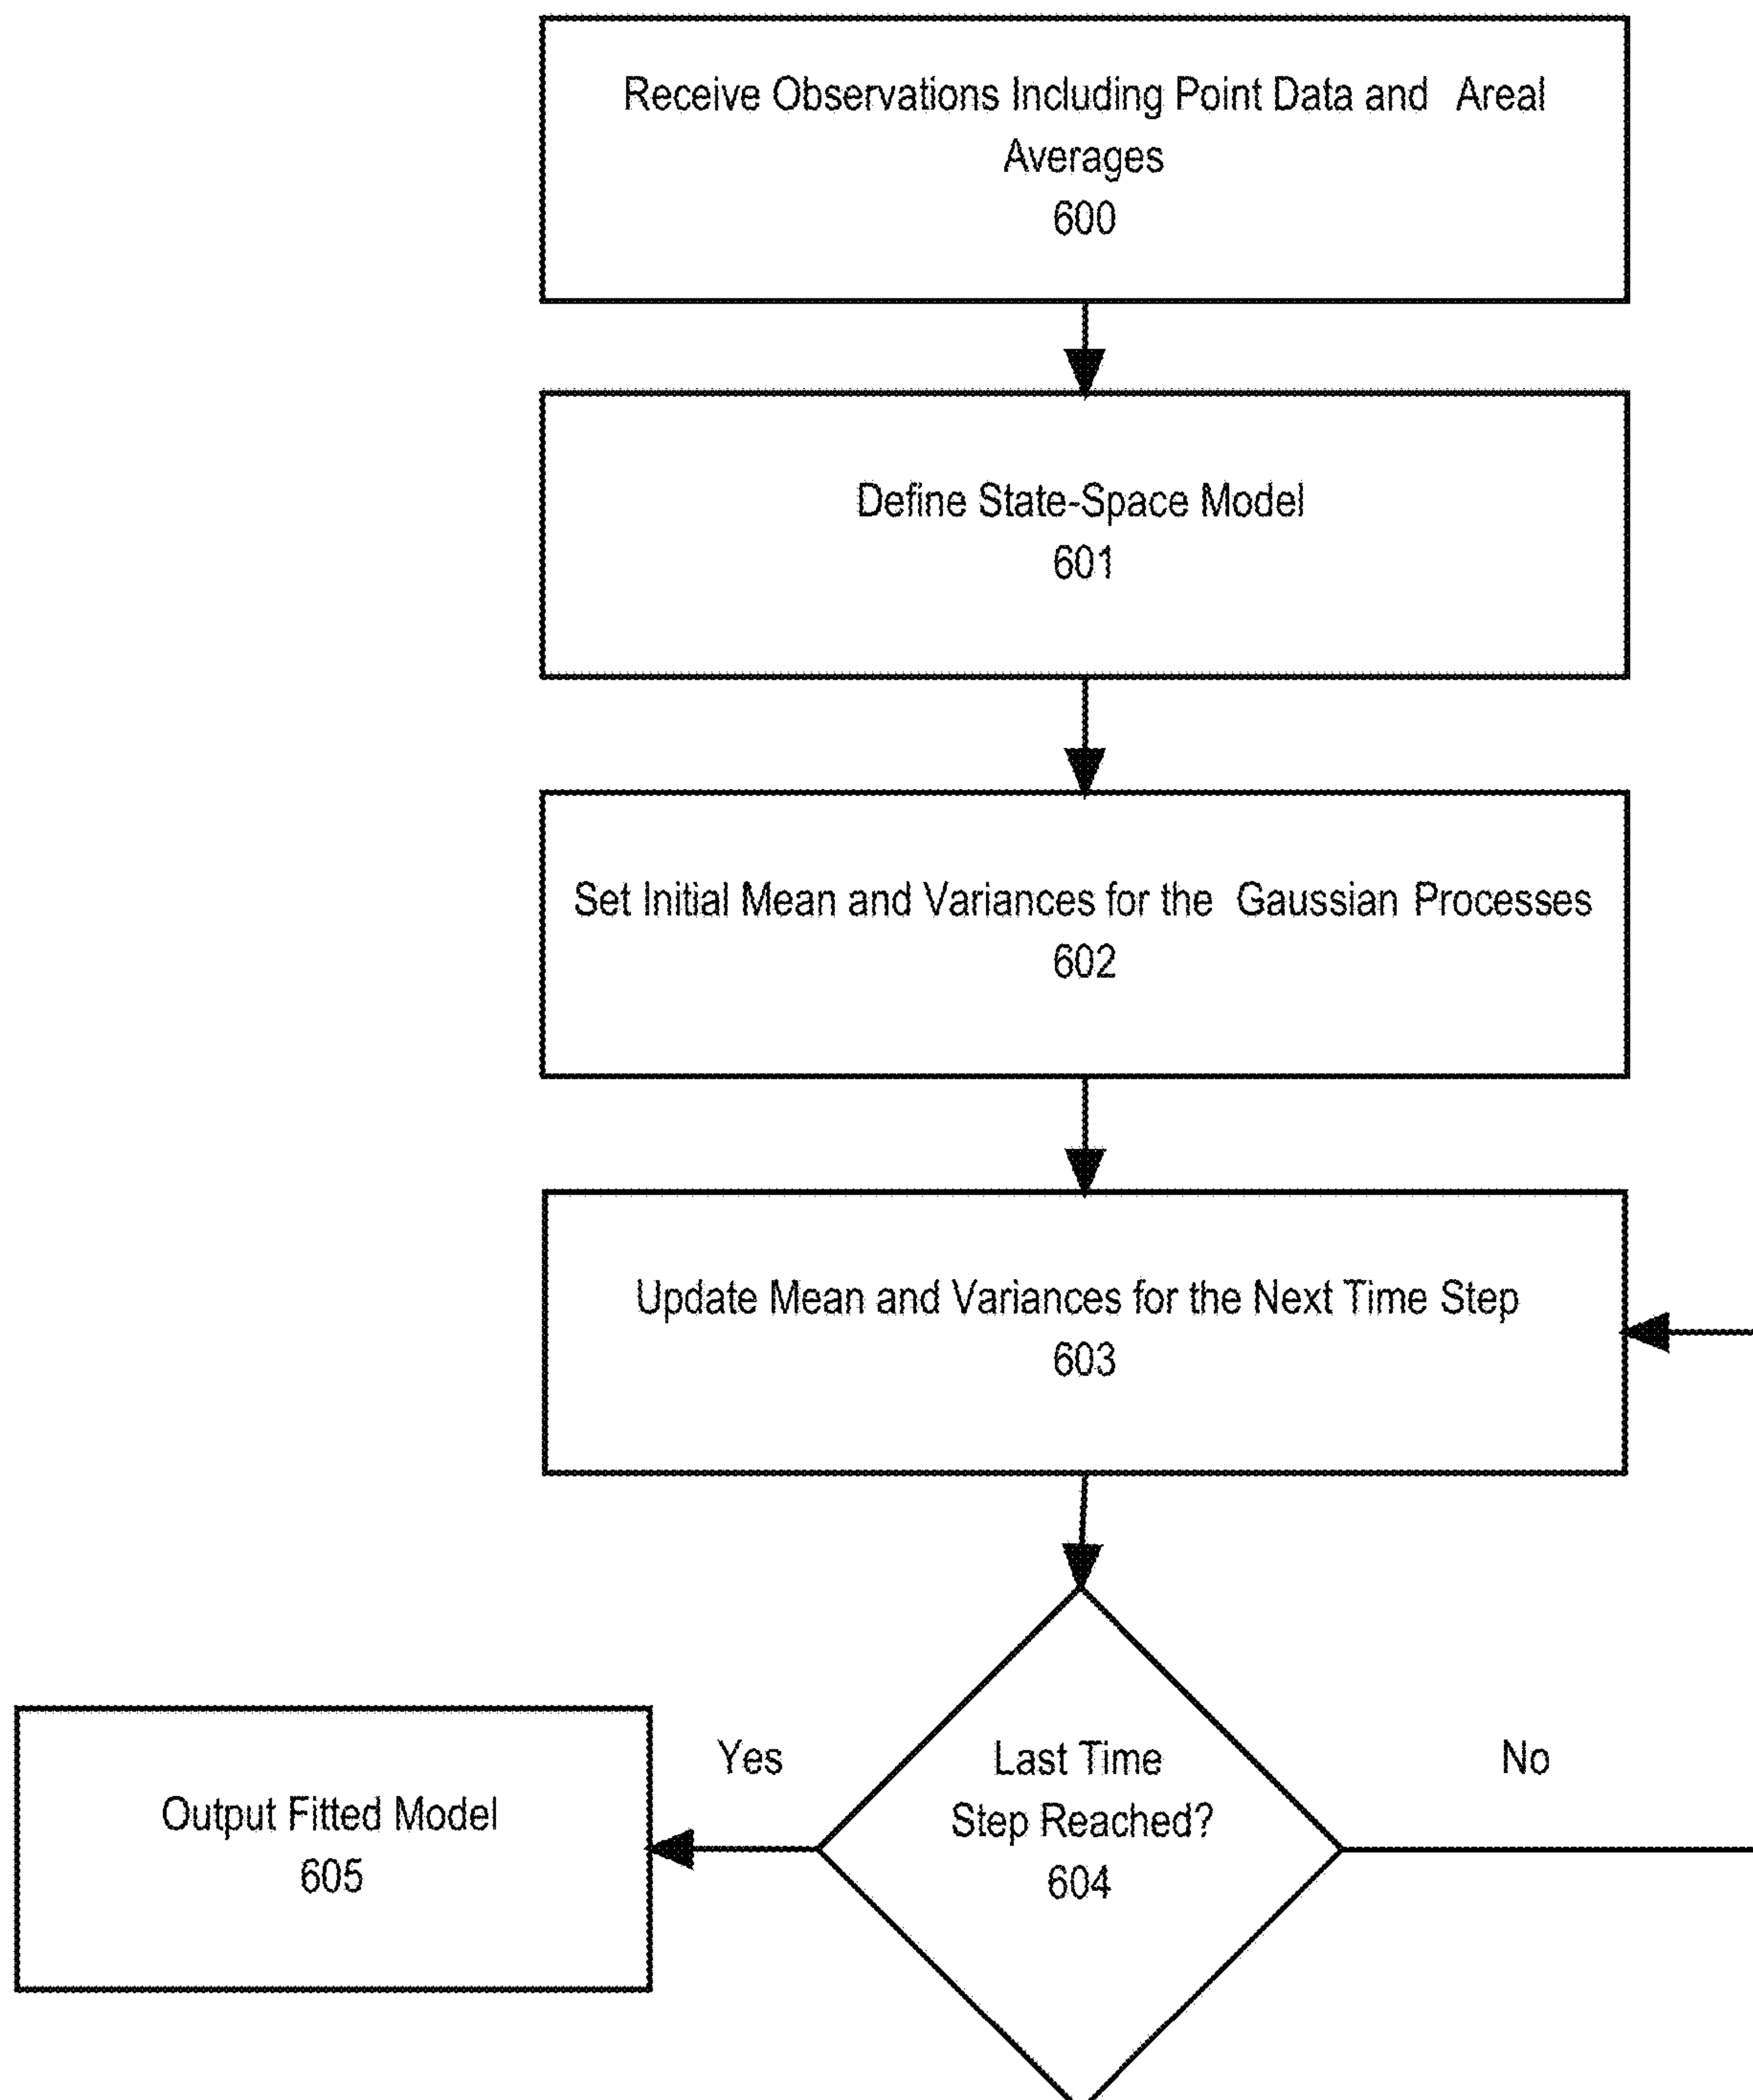 Receive Observations Including Point Data and Areal
Averages
600
Define State-Space Model
601
Set Initial Mean and Variances for the Gaussian Processes
602
Update Mean and Variances for the Next Time Step
603
Last Time
Step Reached?
604
Yes
No
Output Fitted Model
605